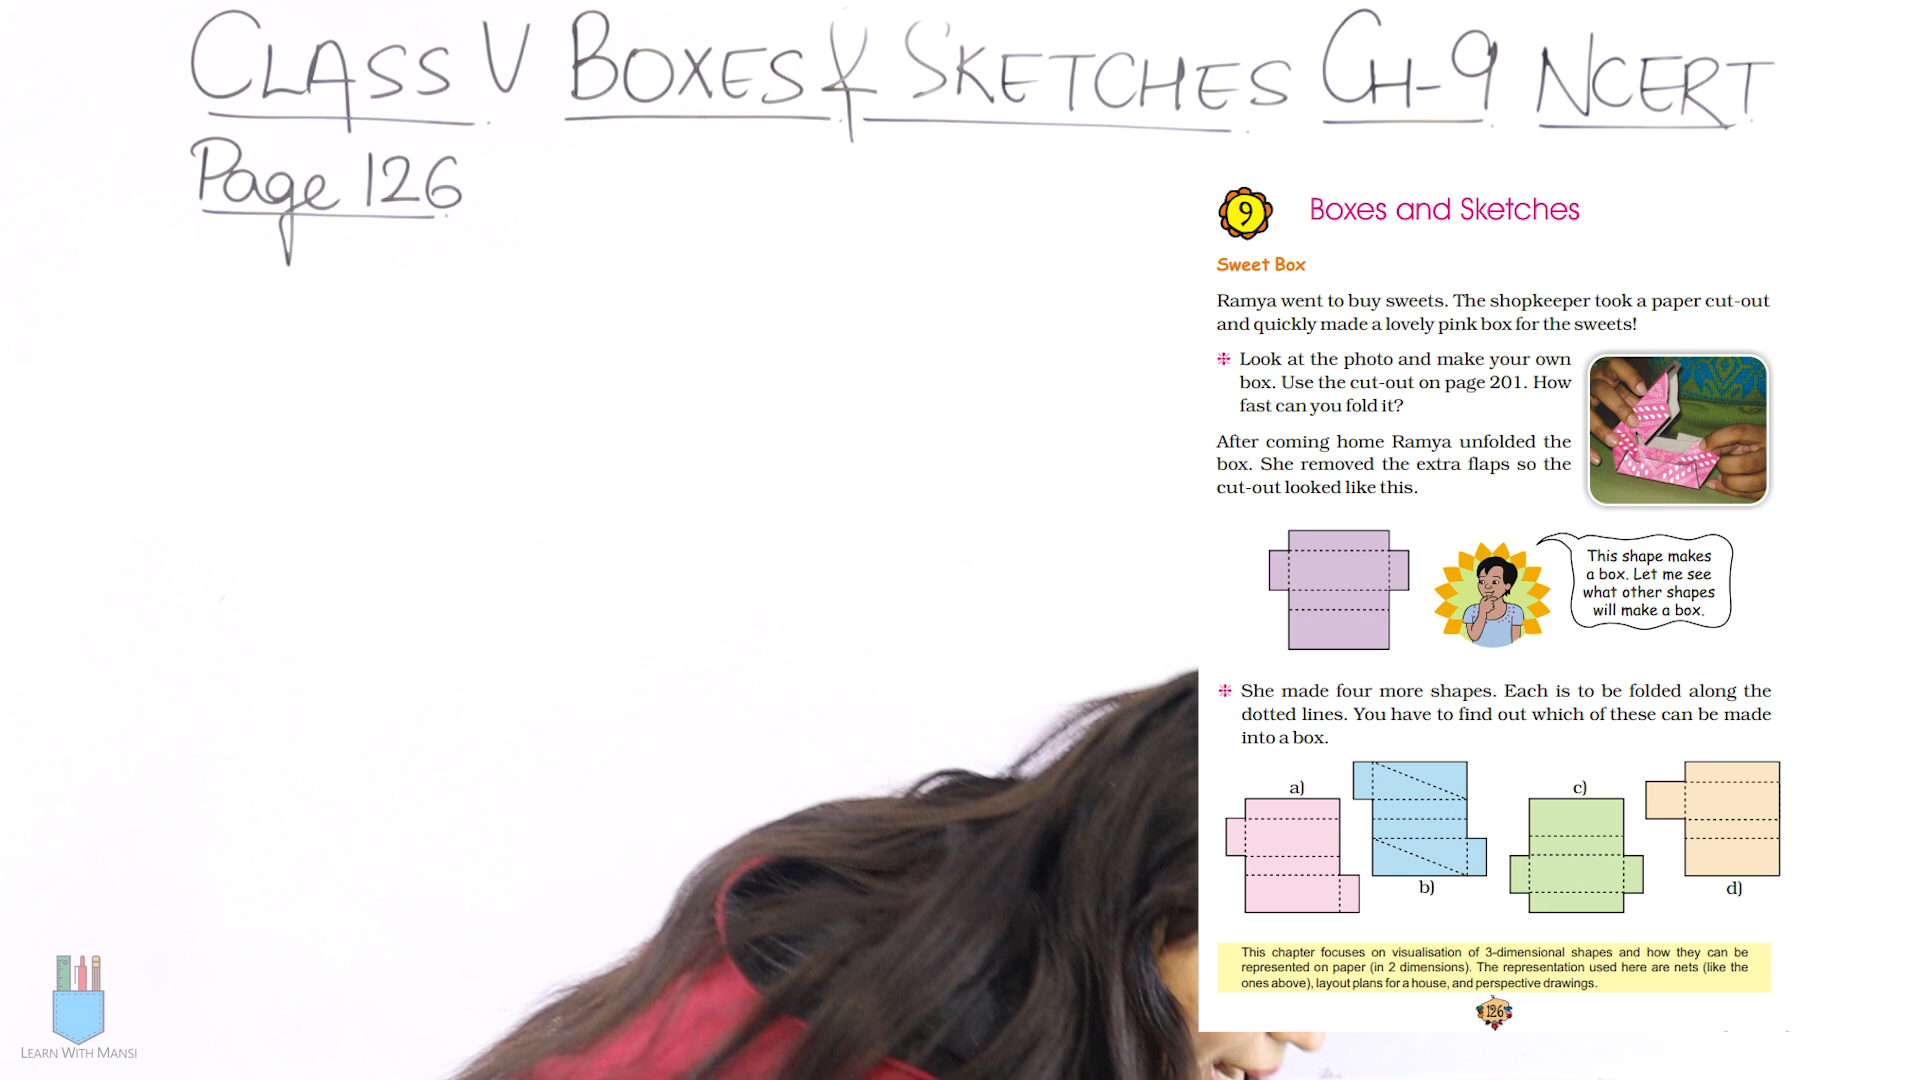 CLASS V BOXES & SKETCHES CH-9 NCERT
Page 126
9
Boxes and Sketches
Sweet Box
Ramya went to buy sweets. The shopkeeper took a paper cut-out
and quickly made a lovely pink box for the sweets!
Look at the photo and make your own
box. Use the cut-out on page 201. How
fast can you fold it?
After coming home Ramya unfolded the
box. She removed the extra flaps so the
cut-out looked like this.
This shape makes
a box. Let me see
what other shapes
will make a box.
She made four more shapes. Each is to be folded along the
dotted lines. You have to find out which of these can be made
into a box.
a)
b)
c)
d)
This chapter focuses on visualisation of 3-dimensional shapes and how they can be
represented on paper (in 2 dimensions). The representation used here are nets (like the
ones above), layout plans for a house, and perspective drawings.
126
LEARN WITH MANSI